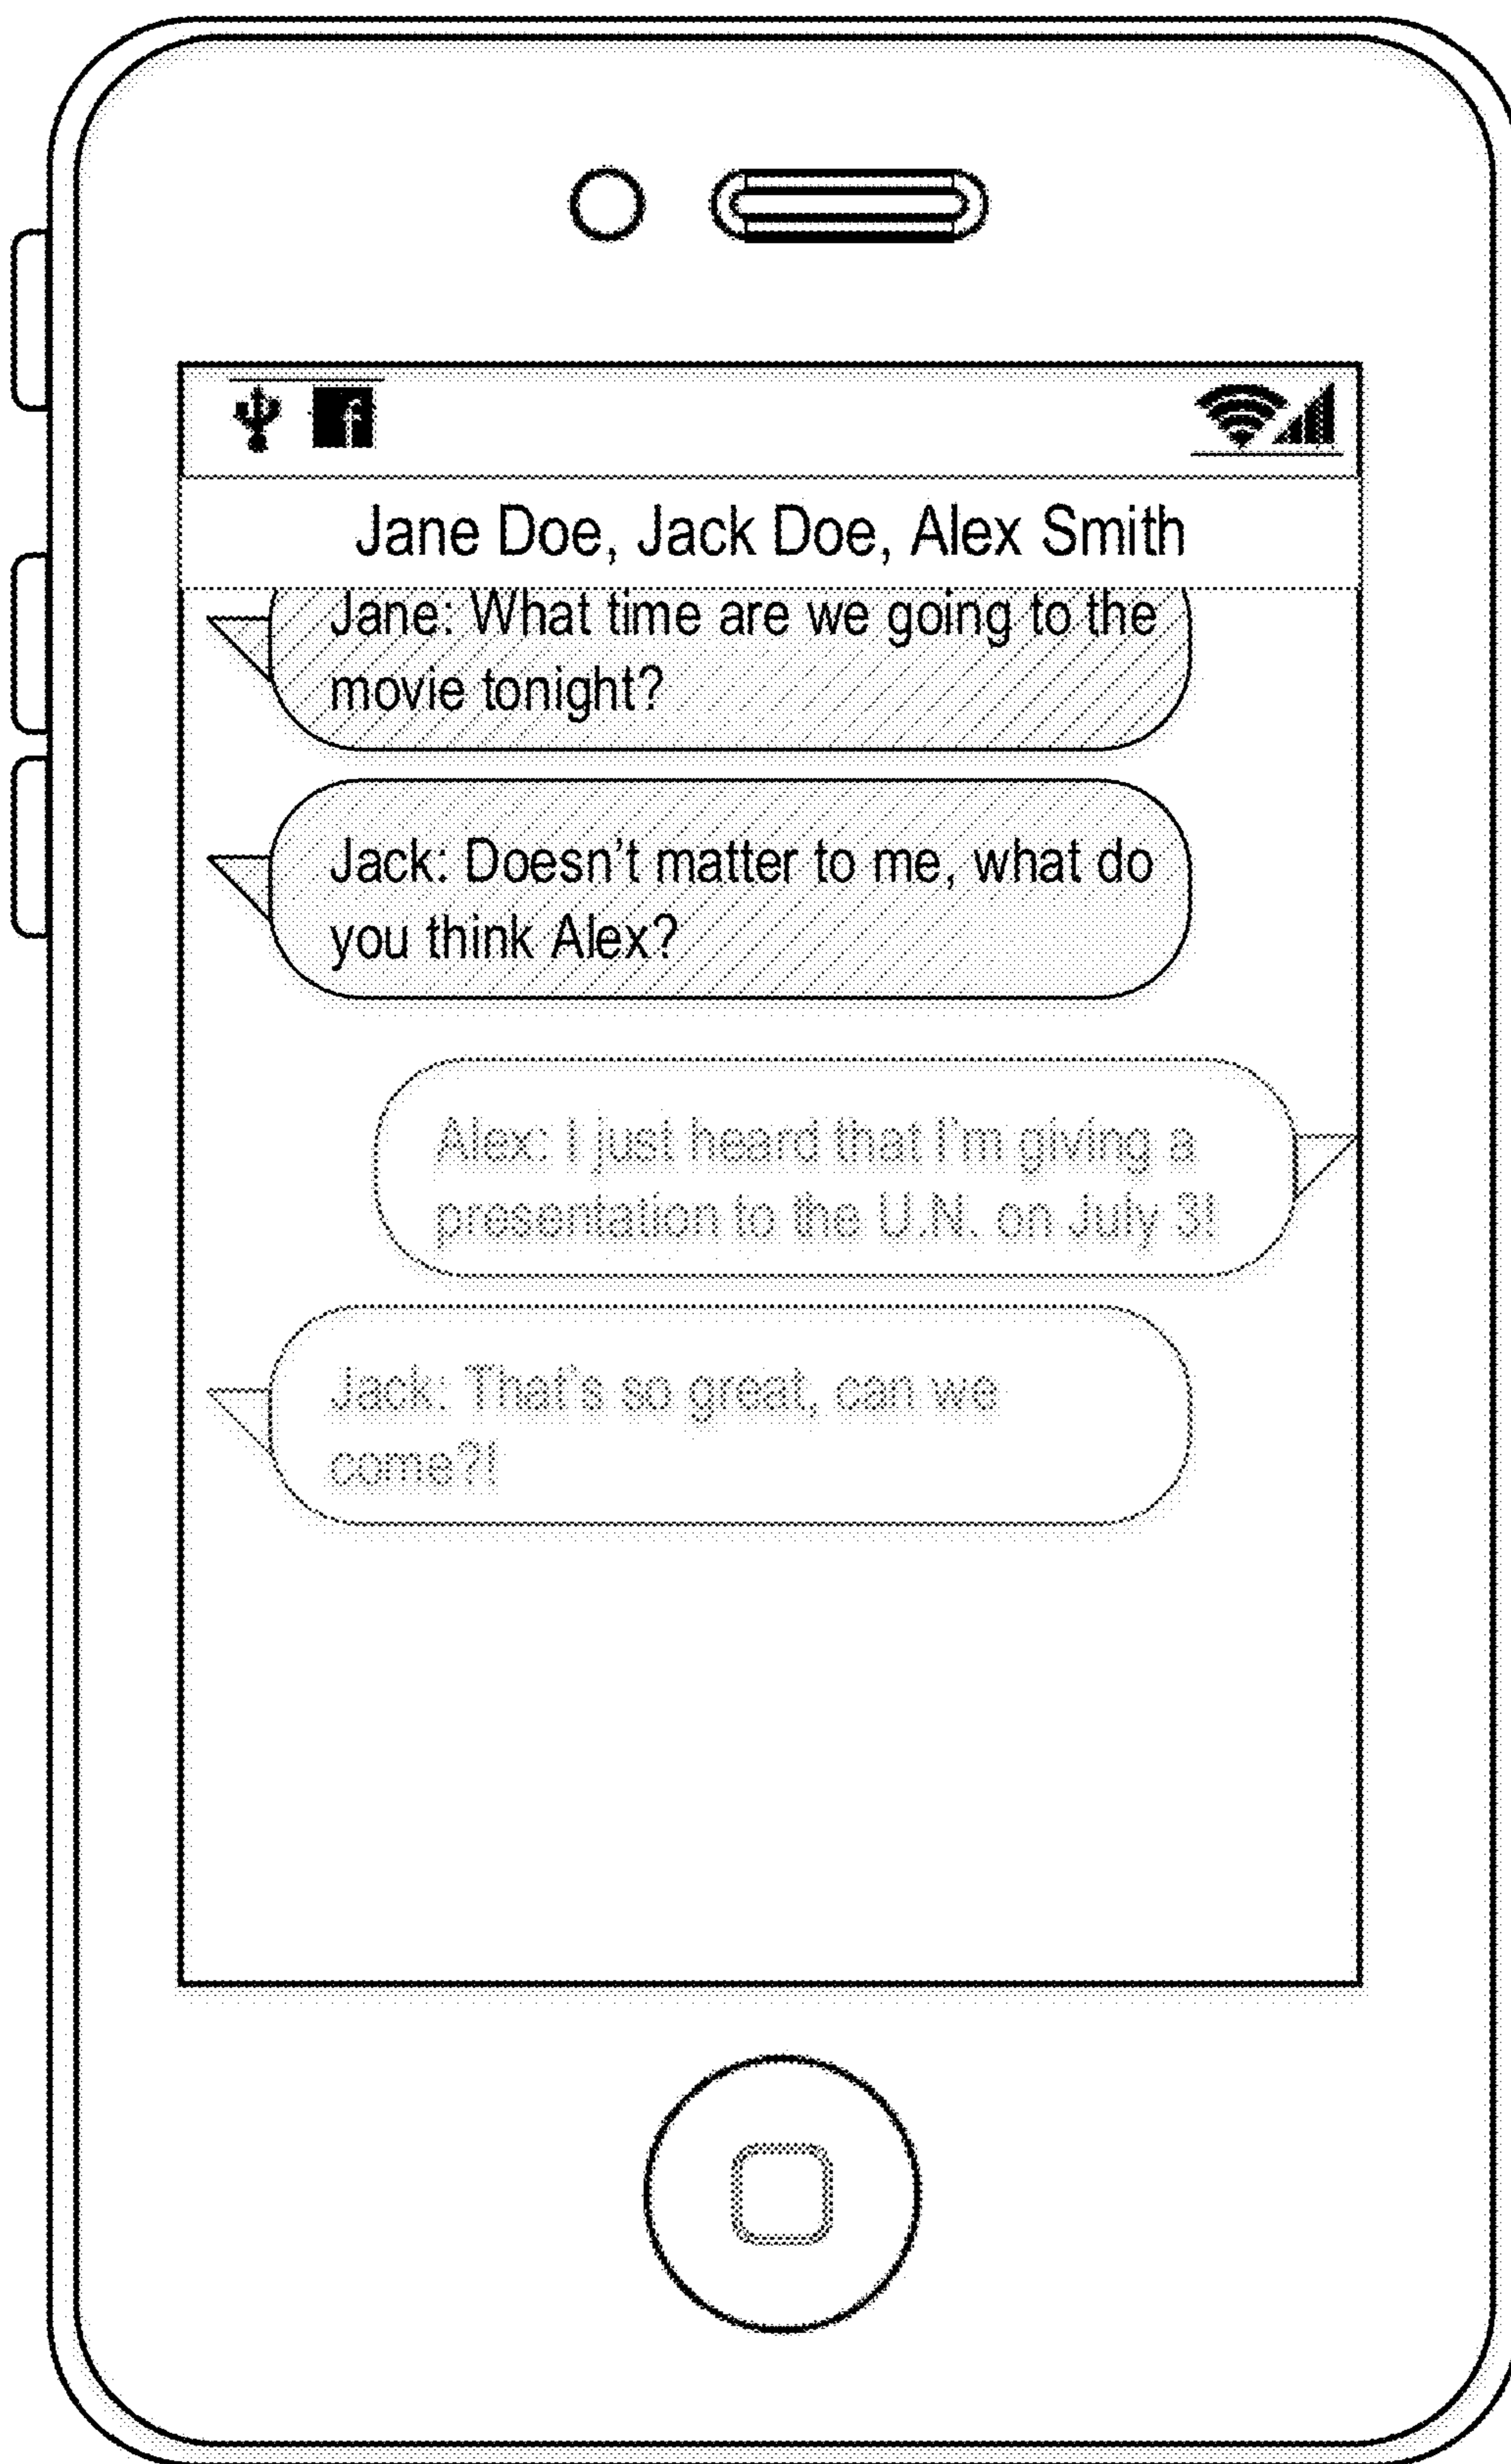 Jane Doe, Jack Doe, Alex Smith
Jane: What time are we going to the
movie tonight?
Jack: Doesn't matter to me, what do
you think Alex?
Alex: I just heard that I'm giving a
presentation to the U.N. on July 3!
Jack: That's so great, can we
come?!